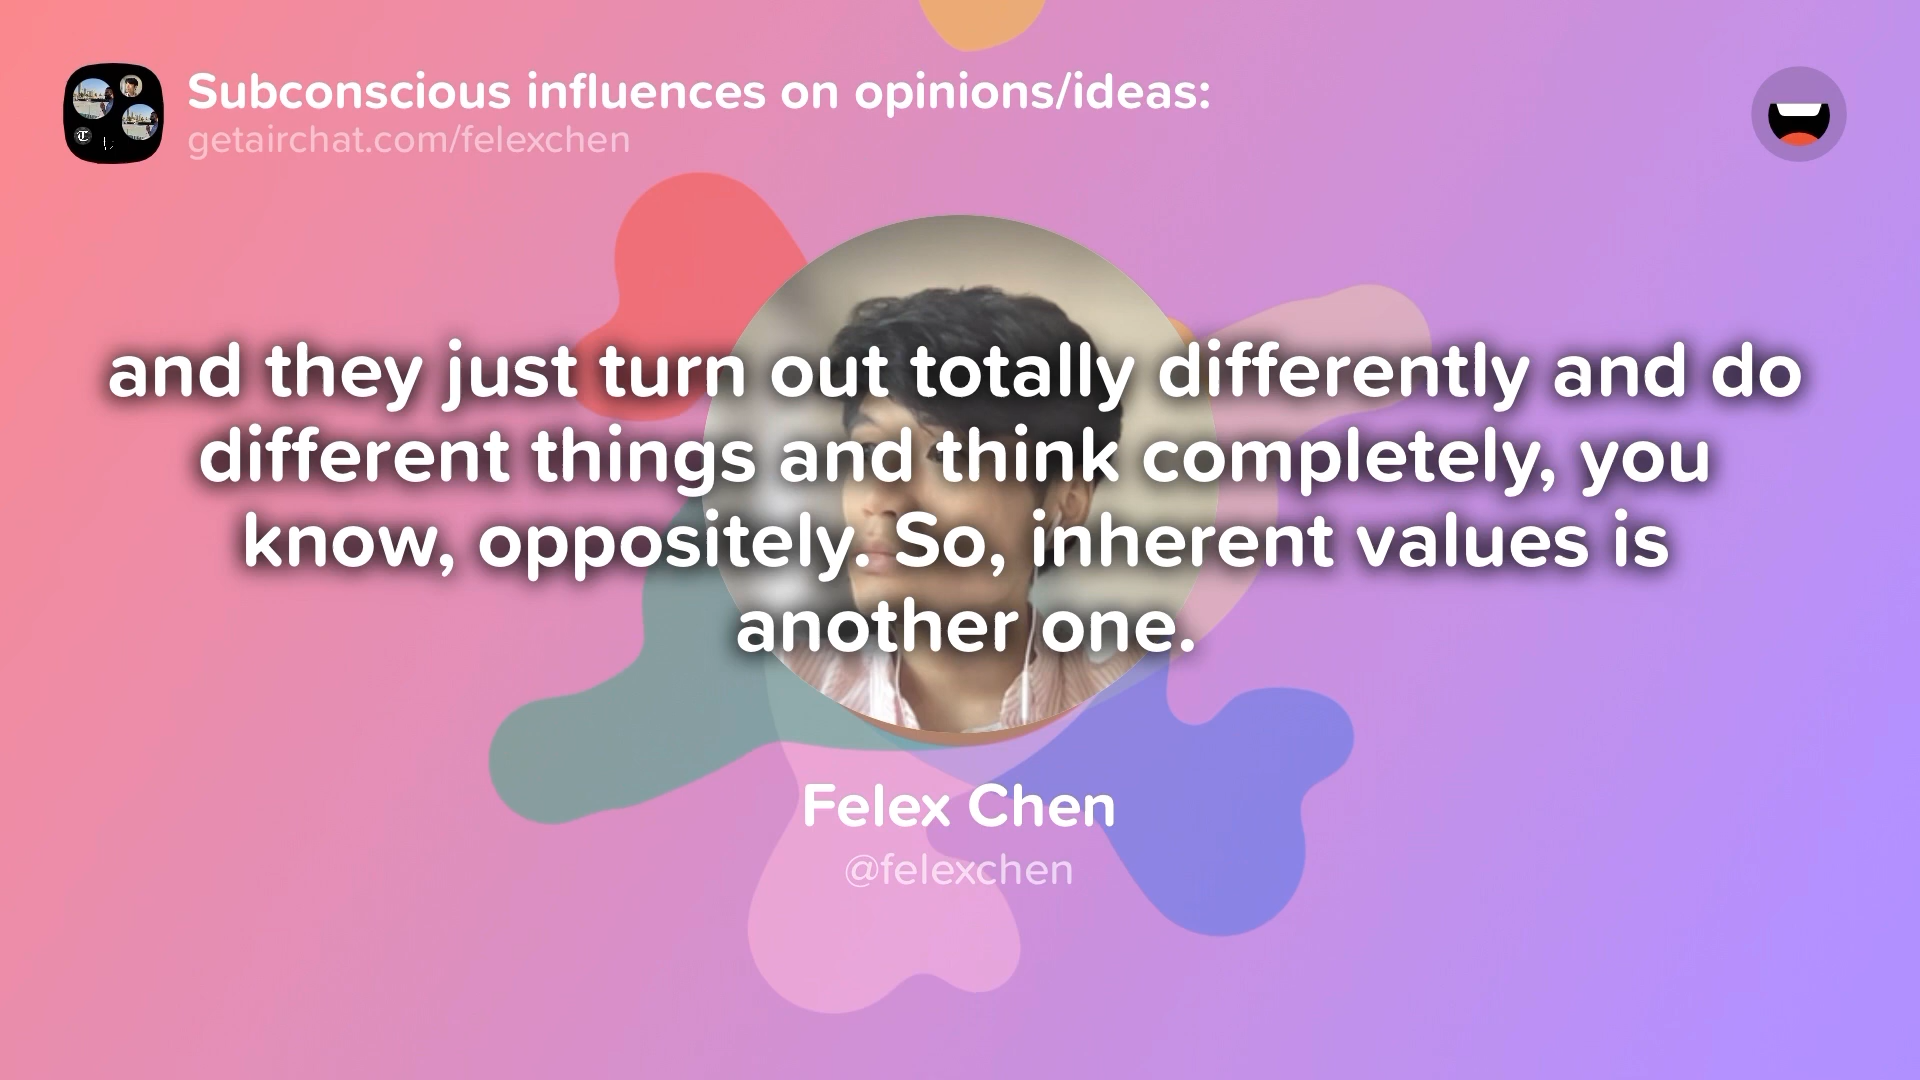 Subconscious influences on opinions/ideas:
getairchat.com/felexchen
and they just turn out totally differently and do
different things and think completely, you
know, oppositely. So, inherent values is
another one.
Felex Chen
@felexchen